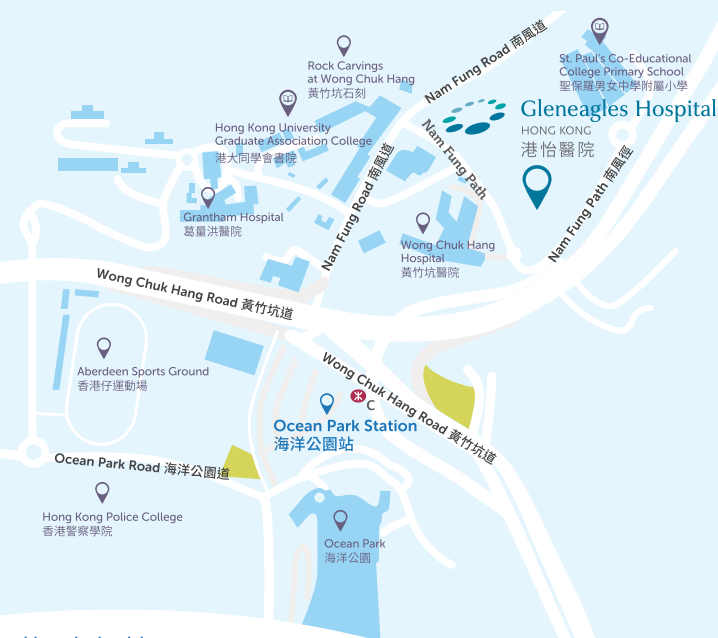 Nam Fung Road 南風道
Rock Carvings
at Wong Chuk Hang
黃竹坑石刻
St. Paul's Co-Educational
College Primary School
聖保羅男女中學附屬小學
Gleneagles Hospital
HONG KONG
港怡醫院
Hong Kong University
Graduate Association College
港大同學會書院
Nam Fung Path
Nam Fung Road 南風道
Nam Fung Path 南風徑
Grantham Hospital
葛量洪醫院
Wong Chuk Hang
Hospital
黃竹坑醫院
Wong Chuk Hang Road 黃竹坑道
Aberdeen Sports Ground
香港仔運動場
Wong Chuk Hang Road 黃竹坑道
C
Ocean Park Station
海洋公園站
Ocean Park Road 海洋公園道
Hong Kong Police College
香港警察學院
Ocean Park
海洋公園